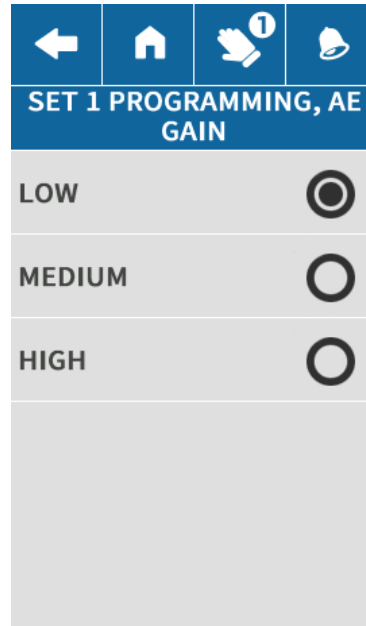 1
SET 1 PROGRAMMING, AE
GAIN
LOW
MEDIUM
HIGH